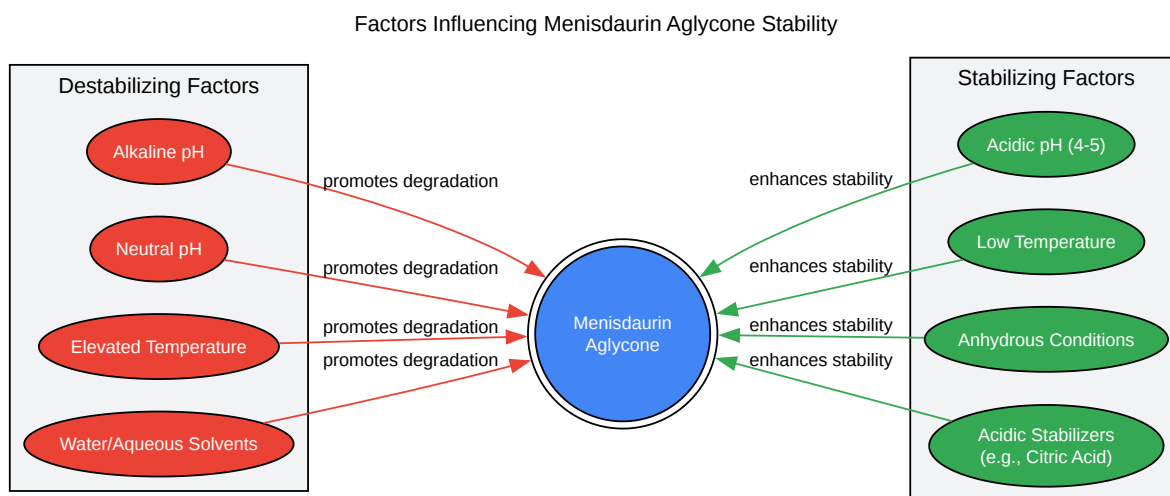 Factors Influencing Menisdaurin Aglycone Stability
Destabilizing Factors
Alkaline pH
Neutral pH
Elevated Temperature
Water/Aqueous Solvents
promotes degradation
promotes degradation
promotes degradation
promotes degradation
Menisdaurin
Aglycone
enhances stability
enhances stability
enhances stability
enhances stability
Stabilizing Factors
Acidic pH (4-5)
Low Temperature
Anhydrous Conditions
Acidic Stabilizers
(e.g., Citric Acid)